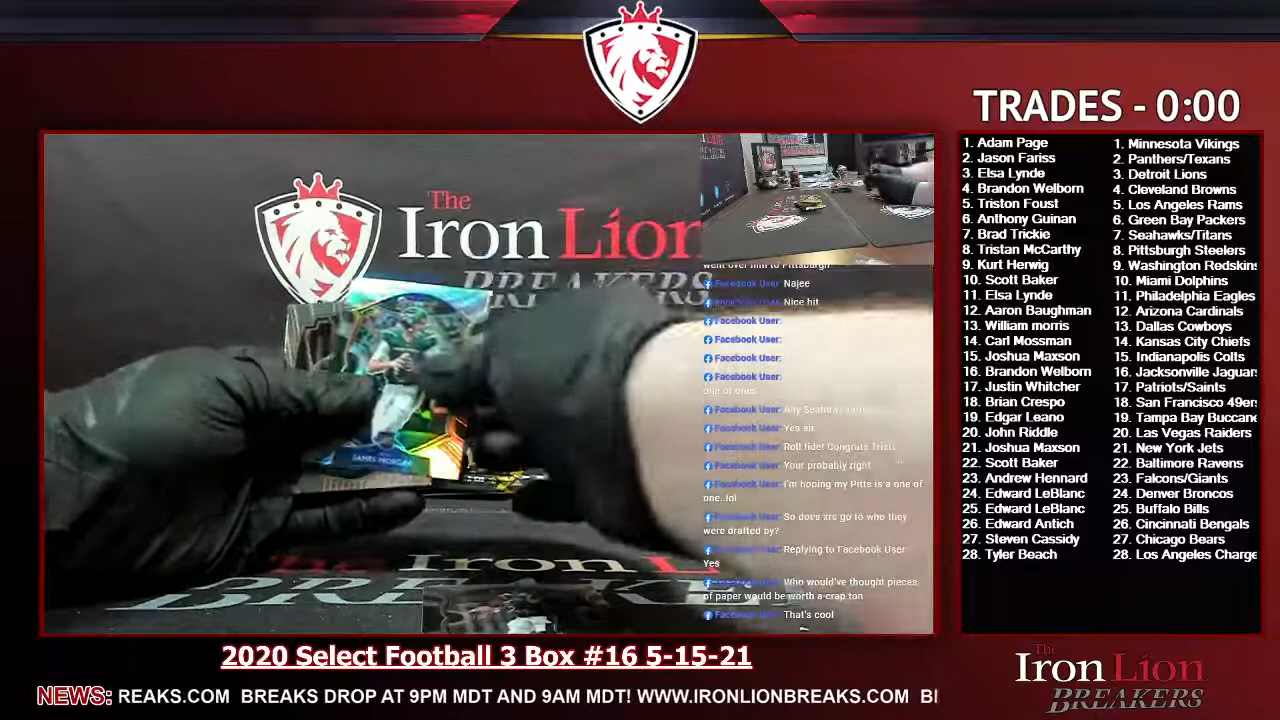 TRADES - 0:00
1. Adam Page
2. Jason Fariss
3. Elsa Lynde
4. Brandon Welborn
5. Triston Foust
6. Anthony Guinan
7. Brad Trickie
8. Tristan McCarthy
9. Kurt Herwig
10. Scott Baker
11. Elsa Lynde
12. Aaron Baughman
13. William morris
14. Carl Mossman
15. Joshua Maxson
16. Brandon Welborn
17. Justin Whitcher
18. Brian Crespo
19. Edgar Leano
20. John Riddle
21. Joshua Maxson
22. Scott Baker
23. Andrew Hennard
24. Edward LeBlanc
25. Edward LeBlanc
26. Edward Antich
27. Steven Cassidy
28. Tyler Beach
1. Minnesota Vikings
2. Panthers/Texans
3. Detroit Lions
4. Cleveland Browns
5. Los Angeles Rams
6. Green Bay Packers
7. Seahawks/Titans
8. Pittsburgh Steelers
9. Washington Redskins
10. Miami Dolphins
11. Philadelphia Eagles
12. Arizona Cardinals
13. Dallas Cowboys
14. Kansas City Chiefs
15. Indianapolis Colts
16. Jacksonville Jaguar
17. Patriots/Saints
18. San Francisco 49er
19. Tampa Bay Buccane
20. Las Vegas Raiders
21. New York Jets
22. Baltimore Ravens
23. Falcons/Giants
24. Denver Broncos
25. Buffalo Bills
26. Cincinnati Bengals
27. Chicago Bears
28. Los Angeles Charge
The
Iron Lion
BREAKERS
went over him to Pittsburgh
Facebook User: Najee
Facebook User: Nice hit
Facebook User:
Facebook User:
Facebook User:
Facebook User:
one of ones
Facebook User: Any
Facebook User: Yes sir
Facebook User: Roll tide! Congrats
Facebook User: Your probably right
Facebook User: I'm hoping my Pitts is a one of
one..lol
Facebook User: So does xrs go to who they
were drafted by?
Facebook User: Replying to Facebook User
Yes
Facebook User: Who would've thought pieces
of paper would be worth a crap ton
Facebook User: That's cool
JAMES MORGAN
Iron L
BREAKE
2020 Select Football 3 Box #16 5-15-21
NEWS: REAKS.COM BREAKS DROP AT 9PM MDT AND 9AM MDT! WWW.IRONLIONBREAKS.COM
The
Iron Lion
BREAKERS